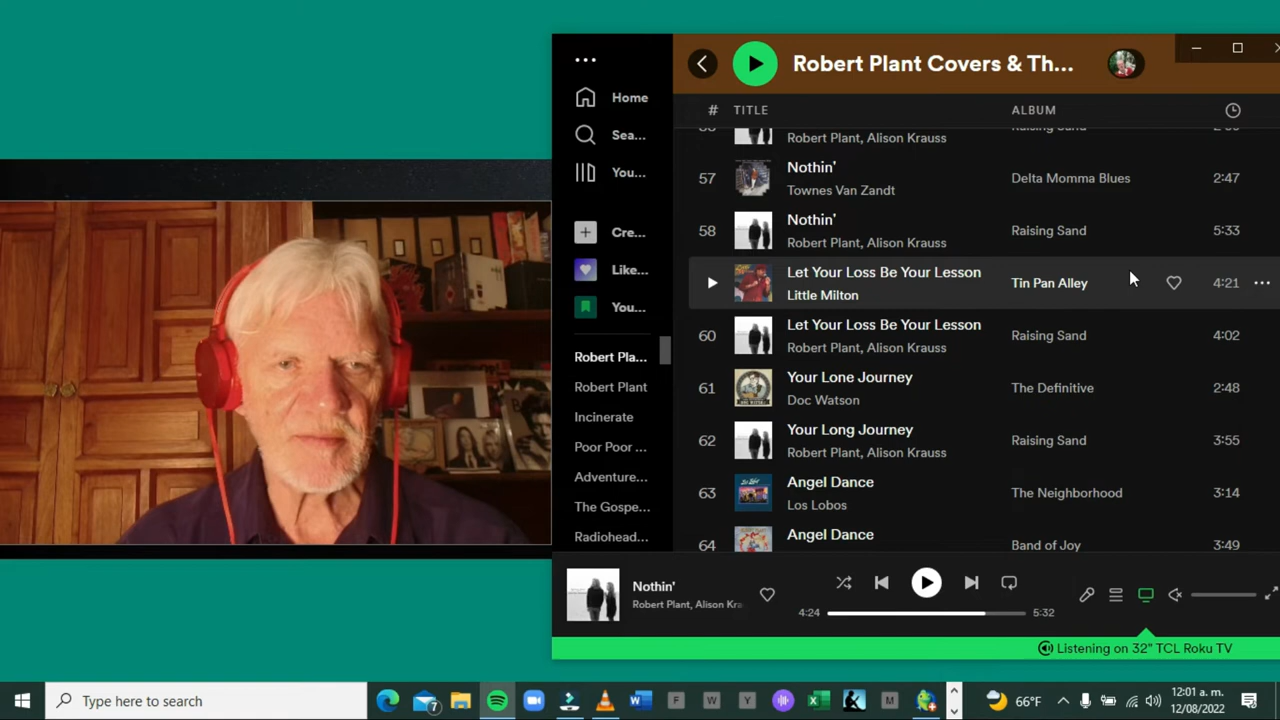 Robert Plant Covers & Th...
Home
Sea...
You...
Cre...
Like...
You...
Robert Pla...
Robert Plant
Incinerate
Poor Poor ...
Adventure...
The Gospe...
Radiohead...
# TITLE ALBUM
Robert Plant, Alison Krauss
57 Nothin' Delta Momma Blues 2:47
Townes Van Zandt
58 Nothin' Raising Sand 5:33
Robert Plant, Alison Krauss
Let Your Loss Be Your Lesson Tin Pan Alley 4:21
Little Milton
60 Let Your Loss Be Your Lesson Raising Sand 4:02
Robert Plant, Alison Krauss
61 Your Lone Journey The Definitive 2:48
Doc Watson
62 Your Long Journey Raising Sand 3:55
Robert Plant, Alison Krauss
63 Angel Dance The Neighborhood 3:14
Los Lobos
64 Angel Dance Band of Joy 3:49
Nothin'
Robert Plant, Alison Kra
4:24 5:32
Listening on 32" TCL Roku TV
Type here to search
7
W
F
W
Y
M
66°F
12:01 a. m.
12/08/2022